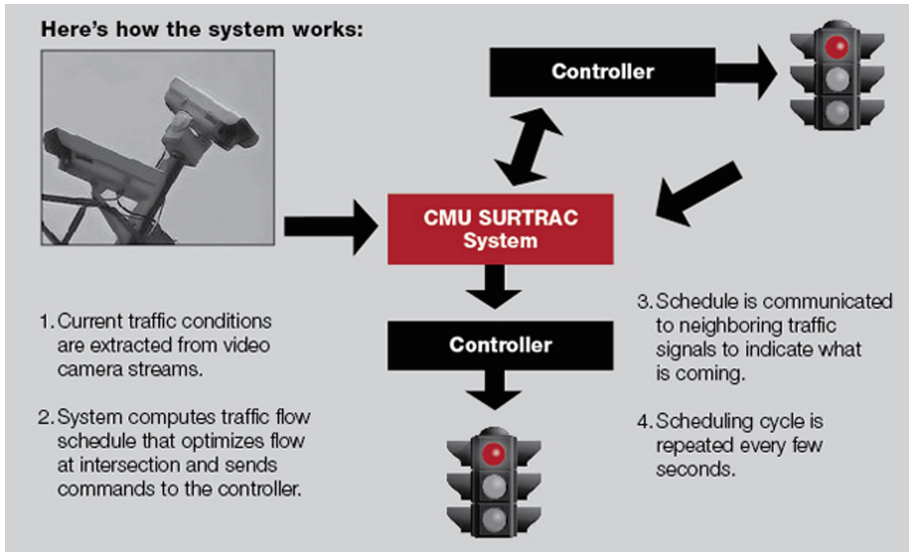 Here's how the system works:
Controller
CMU SURTRAC
System
Controller
1. Current traffic conditions
are extracted from video
camera streams.
2. System computes traffic flow
schedule that optimizes flow
at intersection and sends
commands to the controller.
3. Schedule is communicated
to neighboring traffic
signals to indicate what
is coming.
4. Scheduling cycle is
repeated every few
seconds.